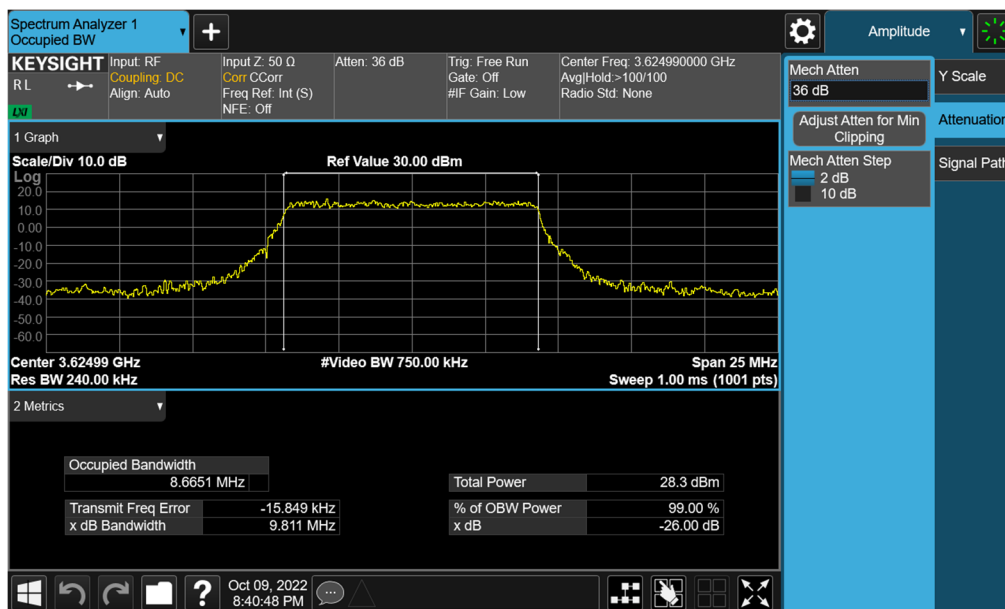 Spectrum Analyzer 1
Occupied BW
Amplitude
KEYSIGHT
R L
LXI
Input: RF
Coupling: DC
Align: Auto
Input Z: 50 Ω
Corr CCorr
Freq Ref: Int (S)
NFE: Off
Atten: 36 dB
Trig: Free Run
Gate: Off
#IF Gain: Low
Center Freq: 3.624990000 GHz
Avg|Hold:>100/100
Radio Std: None
Mech Atten
36 dB
Adjust Atten for Min
Clipping
Mech Atten Step
2 dB
10 dB
Y Scale
Attenuation
Signal Path
1 Graph
Scale/Div 10.0 dB
Ref Value 30.00 dBm
Log
20.0
10.0
0.00
-10.0
-20.0
-30.0
-40.0
-50.0
-60.0
Center 3.62499 GHz
#Video BW 750.00 kHz
Span 25 MHz
Res BW 240.00 kHz
Sweep 1.00 ms (1001 pts)
2 Metrics
Occupied Bandwidth
8.6651 MHz
Total Power 28.3 dBm
Transmit Freq Error -15.849 kHz
% of OBW Power 99.00 %
x dB Bandwidth 9.811 MHz
x dB -26.00 dB
Oct 09, 2022
8:40:48 PM